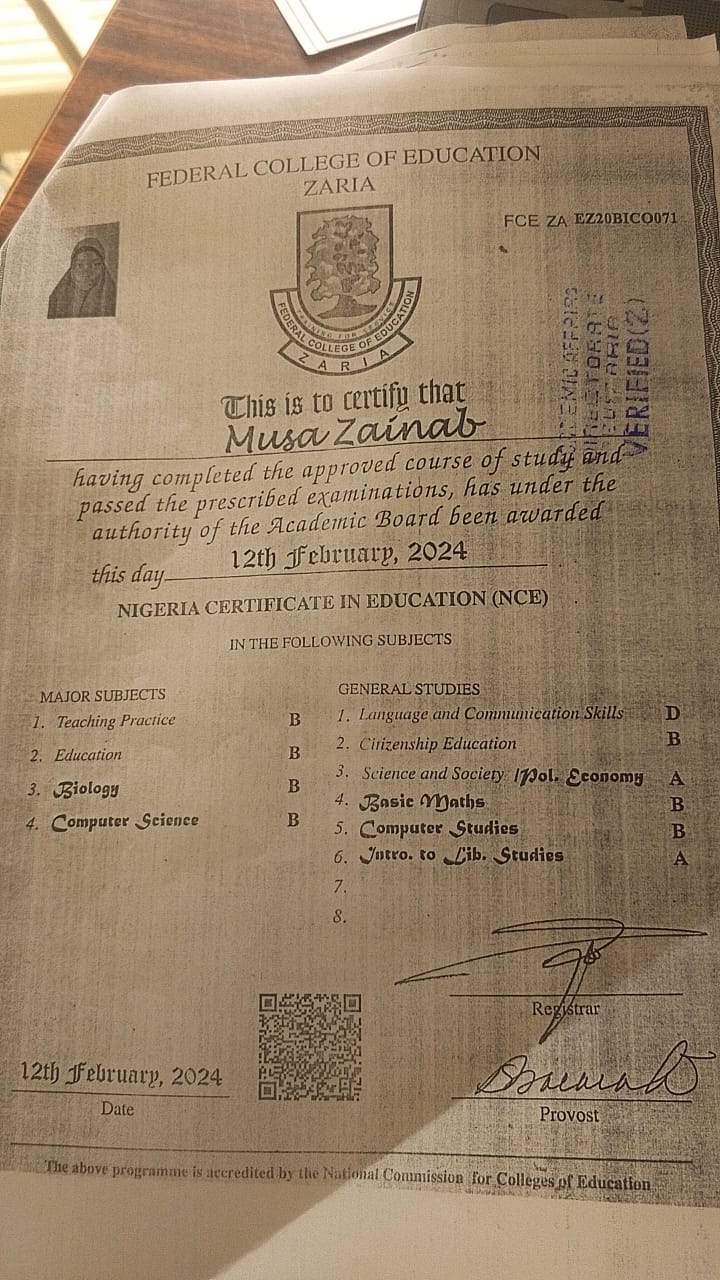 FEDERAL COLLEGE OF EDUCATION
ZARIA
FCE ZA EZ20BICO071
TRAINING FOR SERVICE
FEDERAL COLLEGE OF EDUCATION
ZARIA
DIRECTORATE
VERIFIED(2)
This is to certify that
Musa Zainab
having completed the approved course of study and
passed the prescribed examinations, has under the
authority of the Academic Board been awarded
this day 12th February, 2024
NIGERIA CERTIFICATE IN EDUCATION (NCE)
IN THE FOLLOWING SUBJECTS
MAJOR SUBJECTS
1. Teaching Practice B
2. Education B
3. Biology B
4. Computer Science B
GENERAL STUDIES
1. Language and Communication Skills D
2. Citizenship Education B
3. Science and Society /Pol. Economy A
4. Basic Maths B
5. Computer Studies B
6. Intro. to Lib. Studies A
7.
8.
Registrar
12th February, 2024
Date
Provost
The above programme is accredited by the National Commission for Colleges of Education